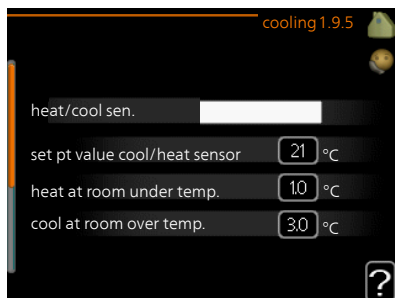 cooling 1.9.5
heat/cool sen.
set pt value cool/heat sensor 21 °C
heat at room under temp. 1.0 °C
cool at room over temp. 3.0 °C
?